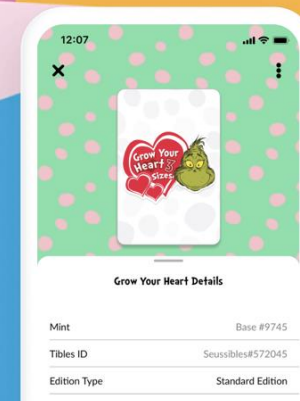 12:07
Grow Your
Heart 3
Sizes
Grow Your Heart Details
Mint Base #9745
Tibles ID Seussibles#572045
Edition Type Standard Edition